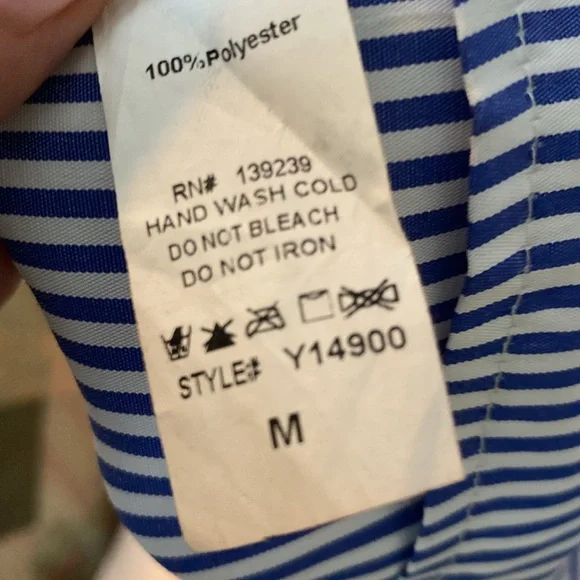 100%Polyester
RN# 139239
HAND WASH COLD
DO NOT BLEACH
DO NOT IRON
STYLE# Y14900
M